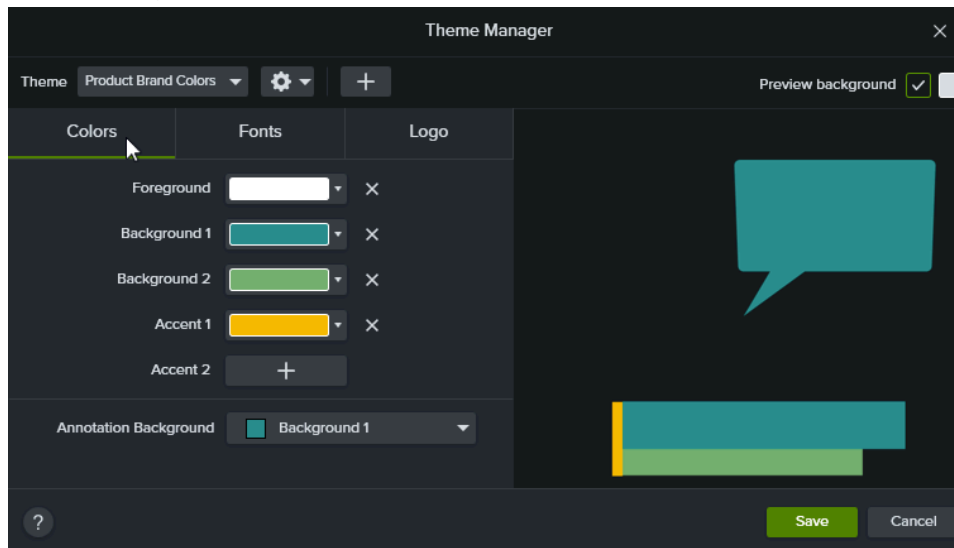 Theme Manager
Theme Product Brand Colors Preview background
Colors Fonts Logo
Foreground
Background 1
Background 2
Accent 1
Accent 2
Annotation Background Background 1
? Save Cancel